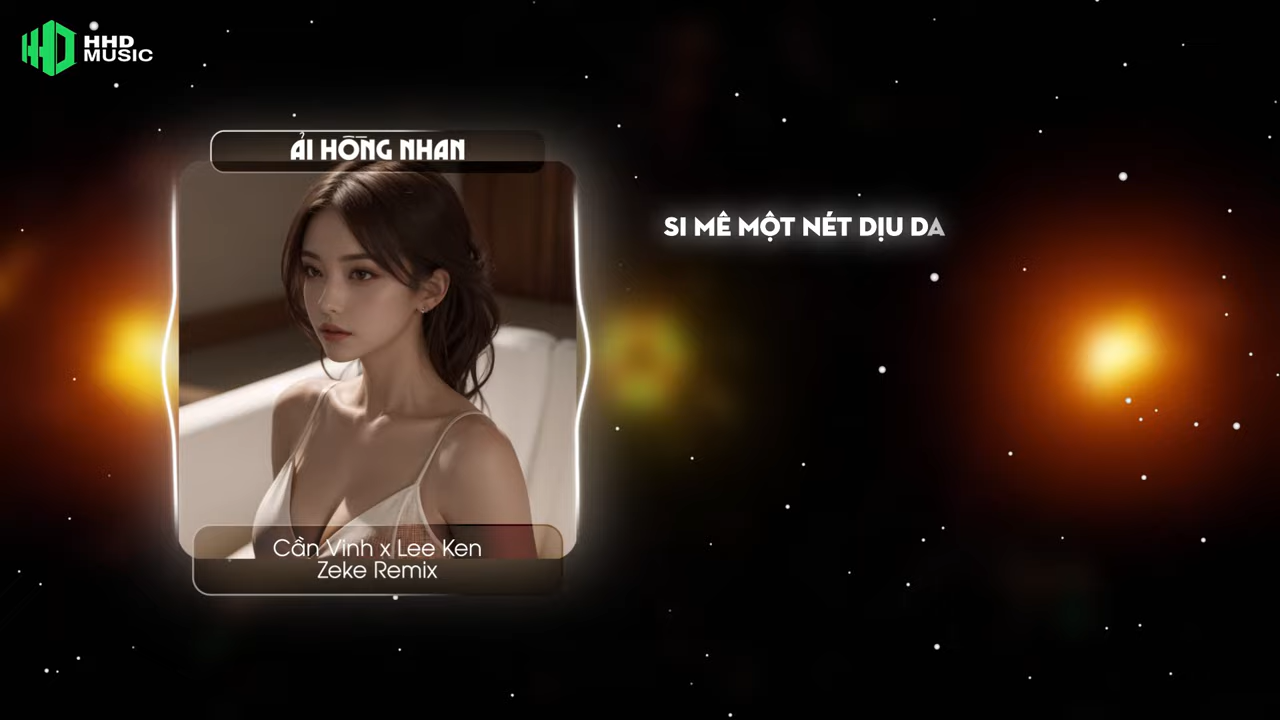 HHD
MUSIC
ẢI HỒNG NHAN
SI MÊ MỘT NÉT DỊU DA
Cần Vinh x Lee Ken
Zeke Remix